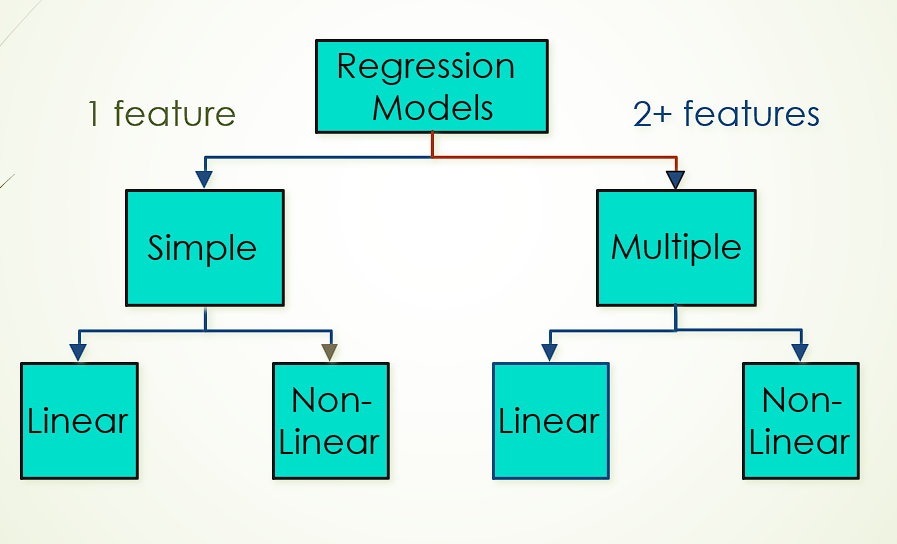 Regression
Models
1 feature
2+ features
Simple
Multiple
Linear
Non-
Linear
Linear
Non-
Linear